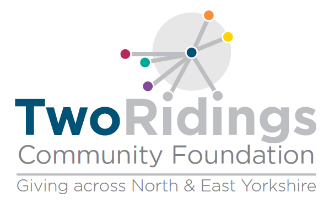 TwoRidings
Community Foundation
Giving across North & East Yorkshire